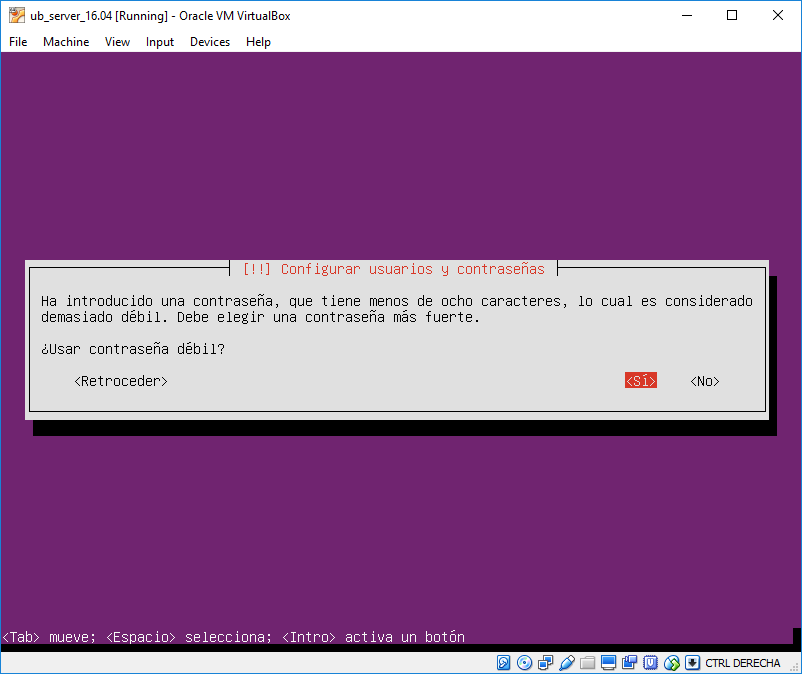 ub_server_16.04 [Running] - Oracle VM VirtualBox
File Machine View Input Devices Help
[!!] Configurar usuarios y contraseñas
Ha introducido una contraseña, que tiene menos de ocho caracteres, lo cual es considerado
demasiado débil. Debe elegir una contraseña más fuerte.
¿Usar contraseña débil?
<Retroceder> <Sí> <No>
<Tab> mueve; <Espacio> selecciona; <Intro> activa un botón
CTRL DERECHA